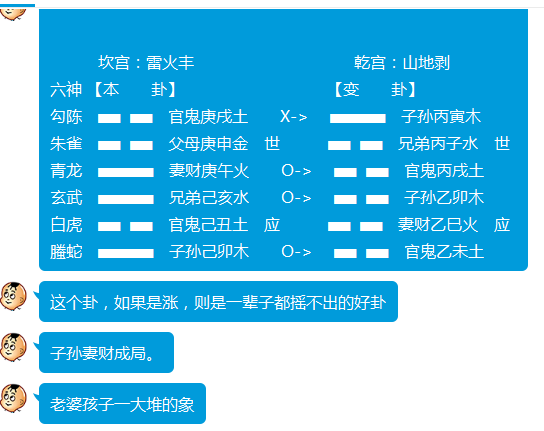 坎宫：雷火丰 乾宫：山地剥
六神 【本 卦】 【变 卦】
勾陈 官鬼庚戌土 X-> 子孙丙寅木
朱雀 父母庚申金 世 兄弟丙子水 世
青龙 妻财庚午火 O-> 官鬼丙戌土
玄武 兄弟己亥水 O-> 子孙乙卯木
白虎 官鬼己丑土 应 妻财乙巳火 应
螣蛇 子孙己卯木 O-> 官鬼乙未土
这个卦，如果是涨，则是一辈子都摇不出的好卦
子孙妻财成局。
老婆孩子一大堆的象